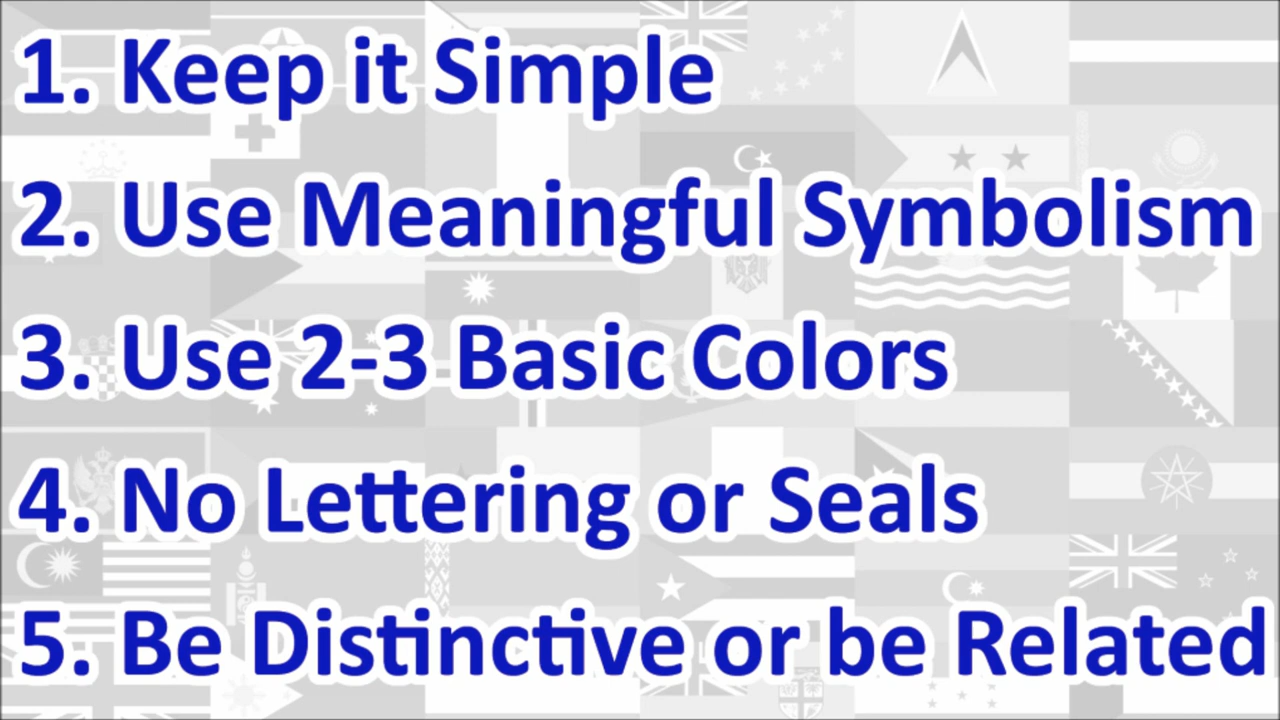 1. Keep it Simple
2. Use Meaningful Symbolism
3. Use 2-3 Basic Colors
4. No Lettering or Seals
5. Be Distinctive or be Related